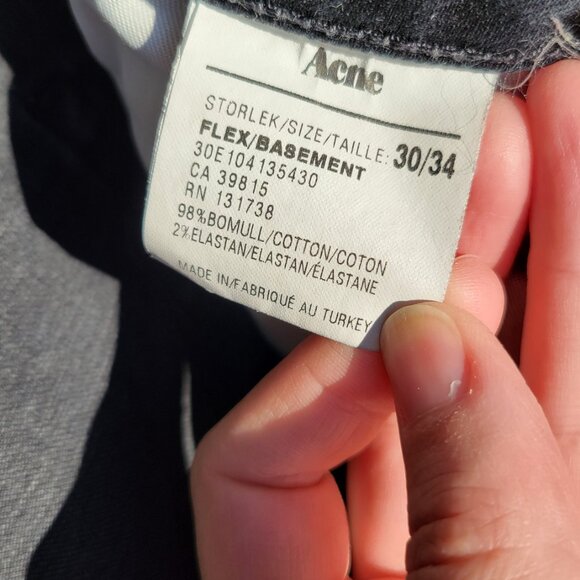 Acne
STORLEK/SIZE/TAILLE: 30/34
FLEX/BASEMENT
30E104135430
CA 39815
RN 131738
98%BOMULL/COTTON/COTON
2%ELASTAN/ELASTAN/ÉLASTANE
MADE IN/FABRIQUÉ AU TURKEY